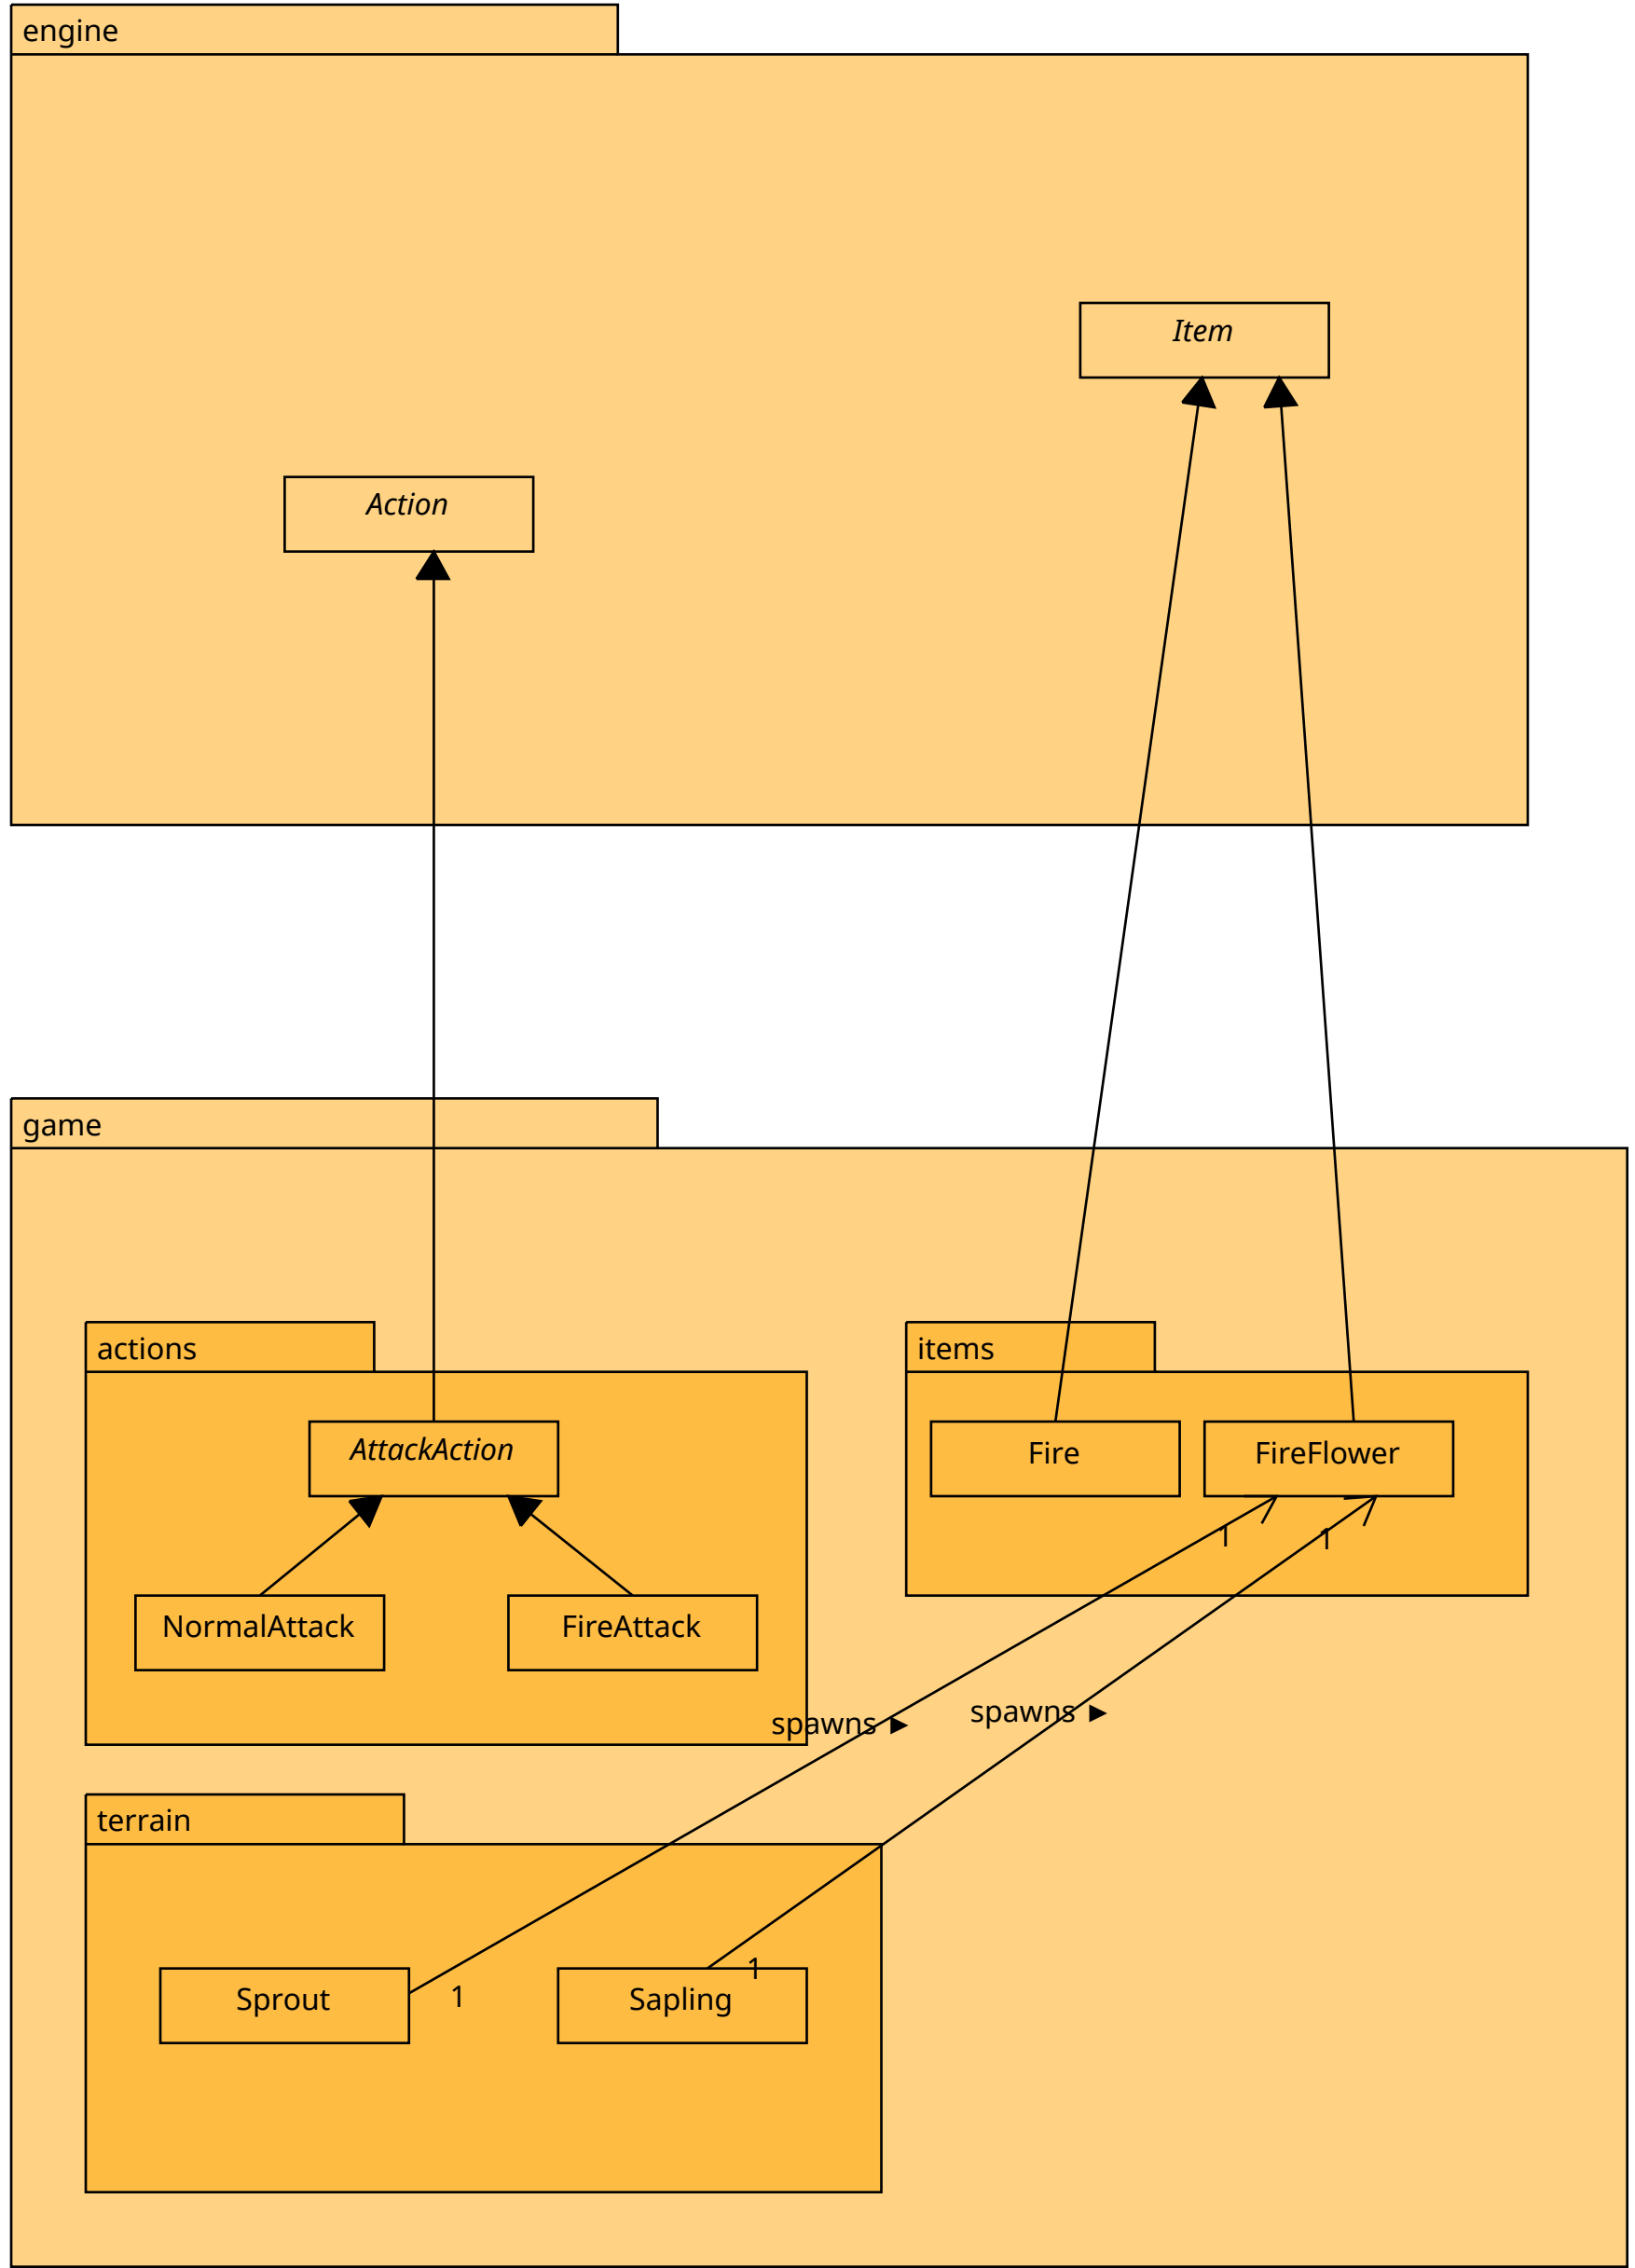 engine
Item
Action
game
actions
items
AttackAction
Fire
FireFlower
1
1
NormalAttack
FireAttack
spawns ►
spawns ►
terrain
1
1
Sprout
Sapling